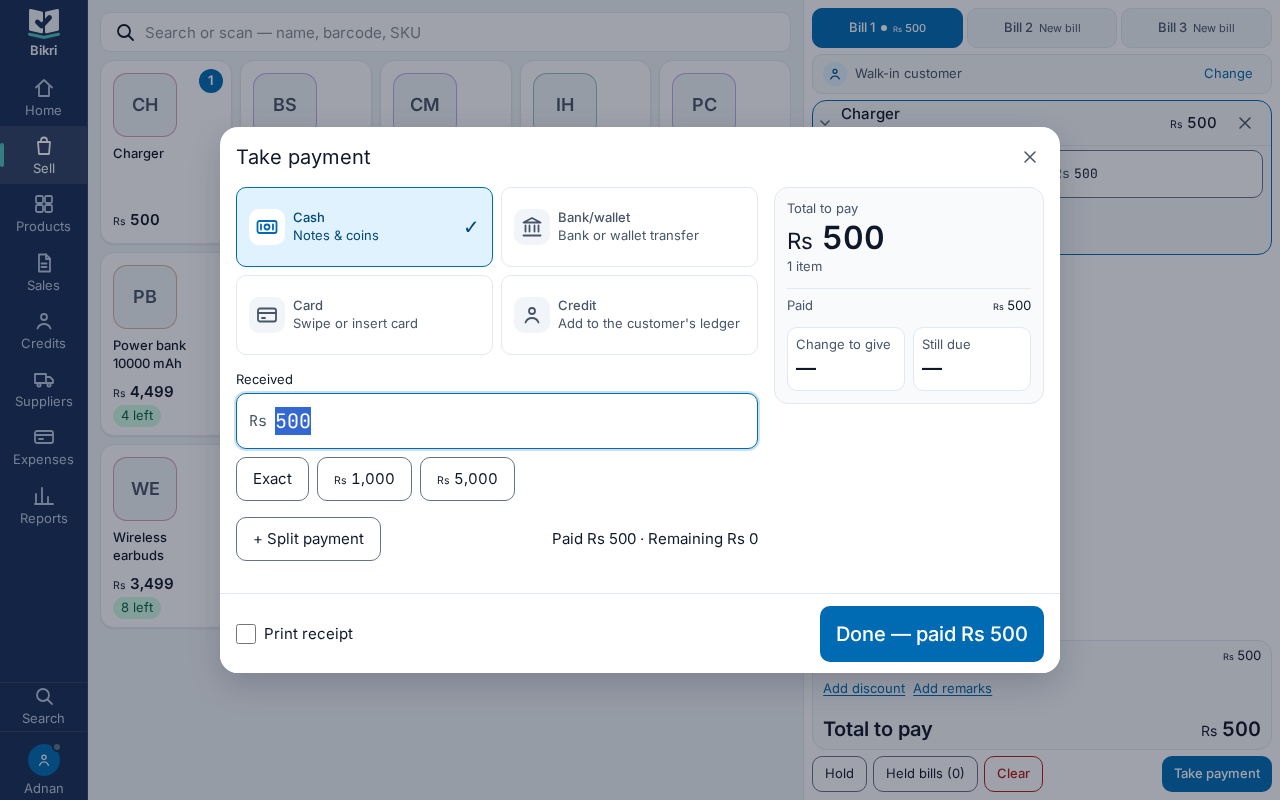 Bikri
Home
Sell
Products
Sales
Credits
Suppliers
Expenses
Reports
Search
Adnan
Search or scan — name, barcode, SKU
CH
1
Charger
Rs 500
BS
CM
IH
PC
PB
Power bank
10000 mAh
Rs 4,499
4 left
WE
Wireless
earbuds
Rs 3,499
8 left
Take payment
Cash
Notes & coins
✓
Bank/wallet
Bank or wallet transfer
Card
Swipe or insert card
Credit
Add to the customer's ledger
Received
Rs 500
Exact
Rs 1,000
Rs 5,000
+ Split payment
Paid Rs 500 · Remaining Rs 0
Total to pay
Rs 500
1 item
Paid
Rs 500
Change to give
—
Still due
—
Print receipt
Done — paid Rs 500
Bill 1 • Rs 500
Bill 2 New bill
Bill 3 New bill
Walk-in customer
Change
Charger
Rs 500
Rs 500
Rs 500
Add discount
Add remarks
Total to pay
Rs 500
Hold
Held bills (0)
Clear
Take payment